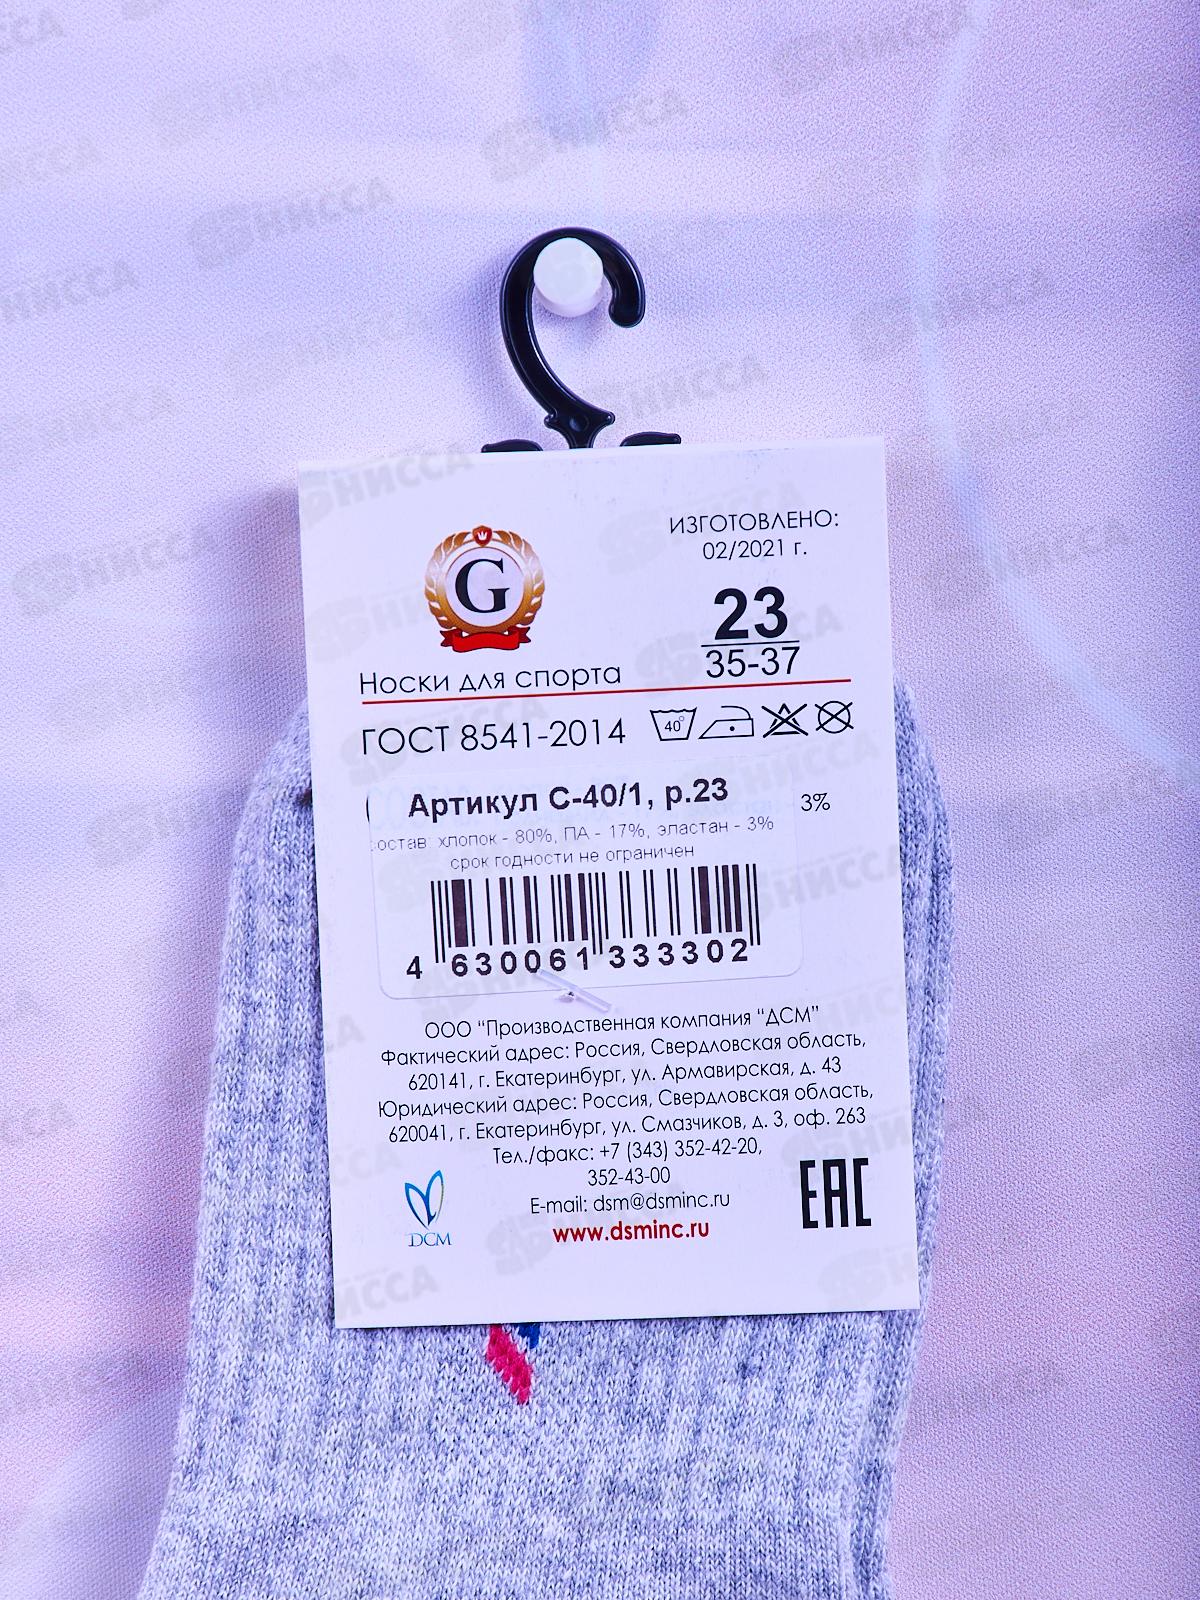 ИЗГОТОВЛЕНО:
02/2021 г.
G
23
35-37
Носки для спорта
ГОСТ 8541-2014
40°
Артикул С-40/1, р.23
3%
состав: хлопок - 80%, ПА - 17%, эластан - 3%
срок годности не ограничен
4 630061 333302
ООО “Производственная компания “ДСМ”
Фактический адрес: Россия, Свердловская область,
620141, г. Екатеринбург, ул. Армавирская, д. 43
Юридический адрес: Россия, Свердловская область,
620041, г. Екатеринбург, ул. Смазчиков, д. 3, оф. 263
Тел./факс: +7 (343) 352-42-20,
352-43-00
E-mail: dsm@dsminc.ru
www.dsminc.ru
ДСМ
EAC
НИССА